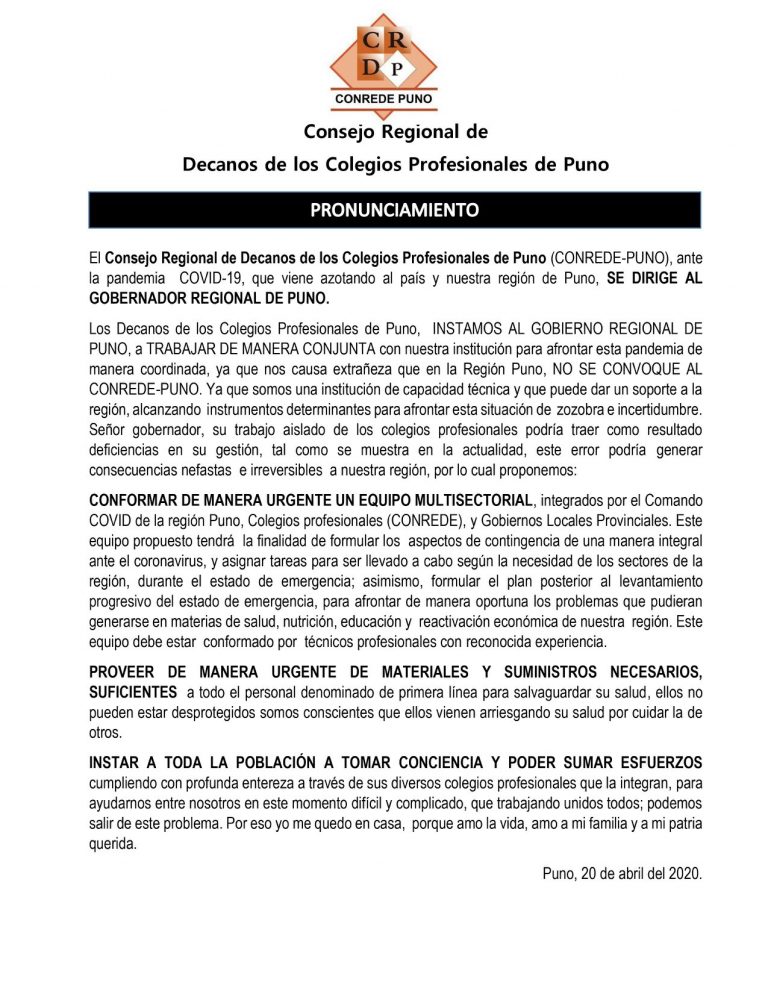 C R
D P
CONREDE PUNO
Consejo Regional de
Decanos de los Colegios Profesionales de Puno
PRONUNCIAMIENTO
El Consejo Regional de Decanos de los Colegios Profesionales de Puno (CONREDE-PUNO), ante
la pandemia COVID-19, que viene azotando al país y nuestra región de Puno, SE DIRIGE AL
GOBERNADOR REGIONAL DE PUNO.
Los Decanos de los Colegios Profesionales de Puno, INSTAMOS AL GOBIERNO REGIONAL DE
PUNO, a TRABAJAR DE MANERA CONJUNTA con nuestra institución para afrontar esta pandemia de
manera coordinada, ya que nos causa extrañeza que en la Región Puno, NO SE CONVOQUE AL
CONREDE-PUNO. Ya que somos una institución de capacidad técnica y que puede dar un soporte a la
región, alcanzando instrumentos determinantes para afrontar esta situación de zozobra e incertidumbre.
Señor gobernador, su trabajo aislado de los colegios profesionales podría traer como resultado
deficiencias en su gestión, tal como se muestra en la actualidad, este error podría generar
consecuencias nefastas e irreversibles a nuestra región, por lo cual proponemos:
CONFORMAR DE MANERA URGENTE UN EQUIPO MULTISECTORIAL, integrados por el Comando
COVID de la región Puno, Colegios profesionales (CONREDE), y Gobiernos Locales Provinciales. Este
equipo propuesto tendrá la finalidad de formular los aspectos de contingencia de una manera integral
ante el coronavirus, y asignar tareas para ser llevado a cabo según la necesidad de los sectores de la
región, durante el estado de emergencia; asimismo, formular el plan posterior al levantamiento
progresivo del estado de emergencia, para afrontar de manera oportuna los problemas que pudieran
generarse en materias de salud, nutrición, educación y reactivación económica de nuestra región. Este
equipo debe estar conformado por técnicos profesionales con reconocida experiencia.
PROVEER DE MANERA URGENTE DE MATERIALES Y SUMINISTROS NECESARIOS,
SUFICIENTES a todo el personal denominado de primera línea para salvaguardar su salud, ellos no
pueden estar desprotegidos somos conscientes que ellos vienen arriesgando su salud por cuidar la de
otros.
INSTAR A TODA LA POBLACIÓN A TOMAR CONCIENCIA Y PODER SUMAR ESFUERZOS
cumpliendo con profunda entereza a través de sus diversos colegios profesionales que la integran, para
ayudarnos entre nosotros en este momento difícil y complicado, que trabajando unidos todos; podemos
salir de este problema. Por eso yo me quedo en casa, porque amo la vida, amo a mi familia y a mi patria
querida.
Puno, 20 de abril del 2020.